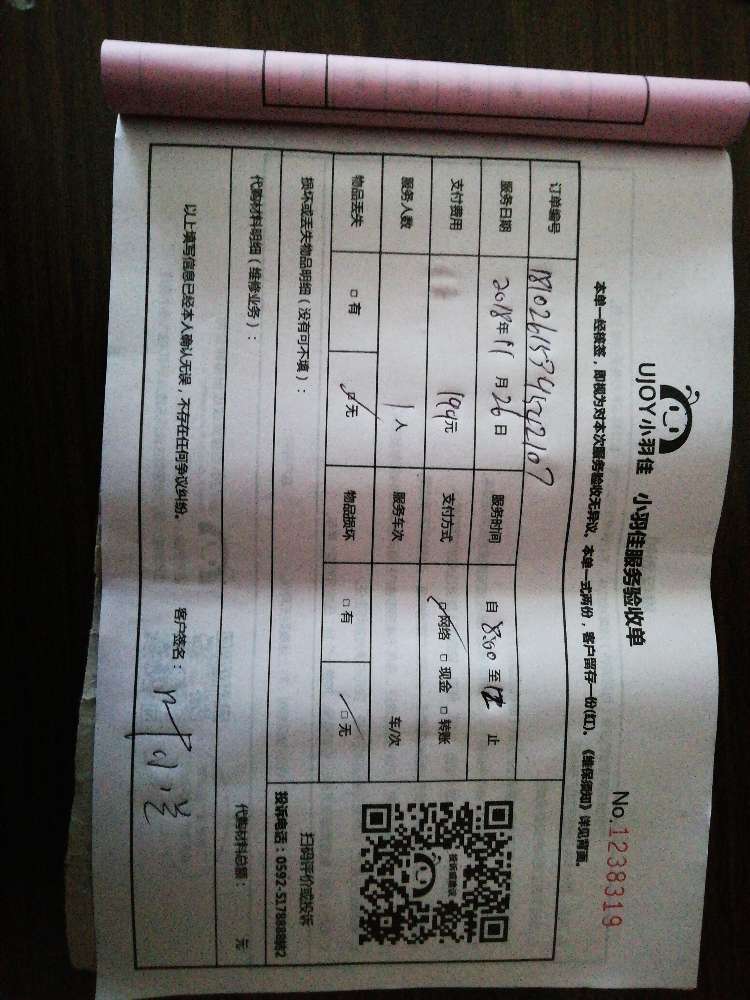 UJOY小羽佳 小羽佳服务验收单
No.1238319
本单一经签签，即视为对本次服务验收无异议。本单一式两份，客户留存一份(红)。《维保须知》详见背面。
订单编号
服务日期 2018年11月26日 服务时间 自 8:00 至 12 止
支付费用 199元 支付方式 ☑网络 □现金 □转账
服务人数 1人 服务车次 车/次
物品丢失 □有 ☑无 物品损坏 □有 ☑无
损坏或丢失物品明细（没有可不填）：
扫码评价或投诉
投诉电话：0592-5178888转2
代购材料明细（维修业务）：
代购材料总额： 元
以上填写信息已经本人确认无误，不存在任何争议纠纷。
客户签名：